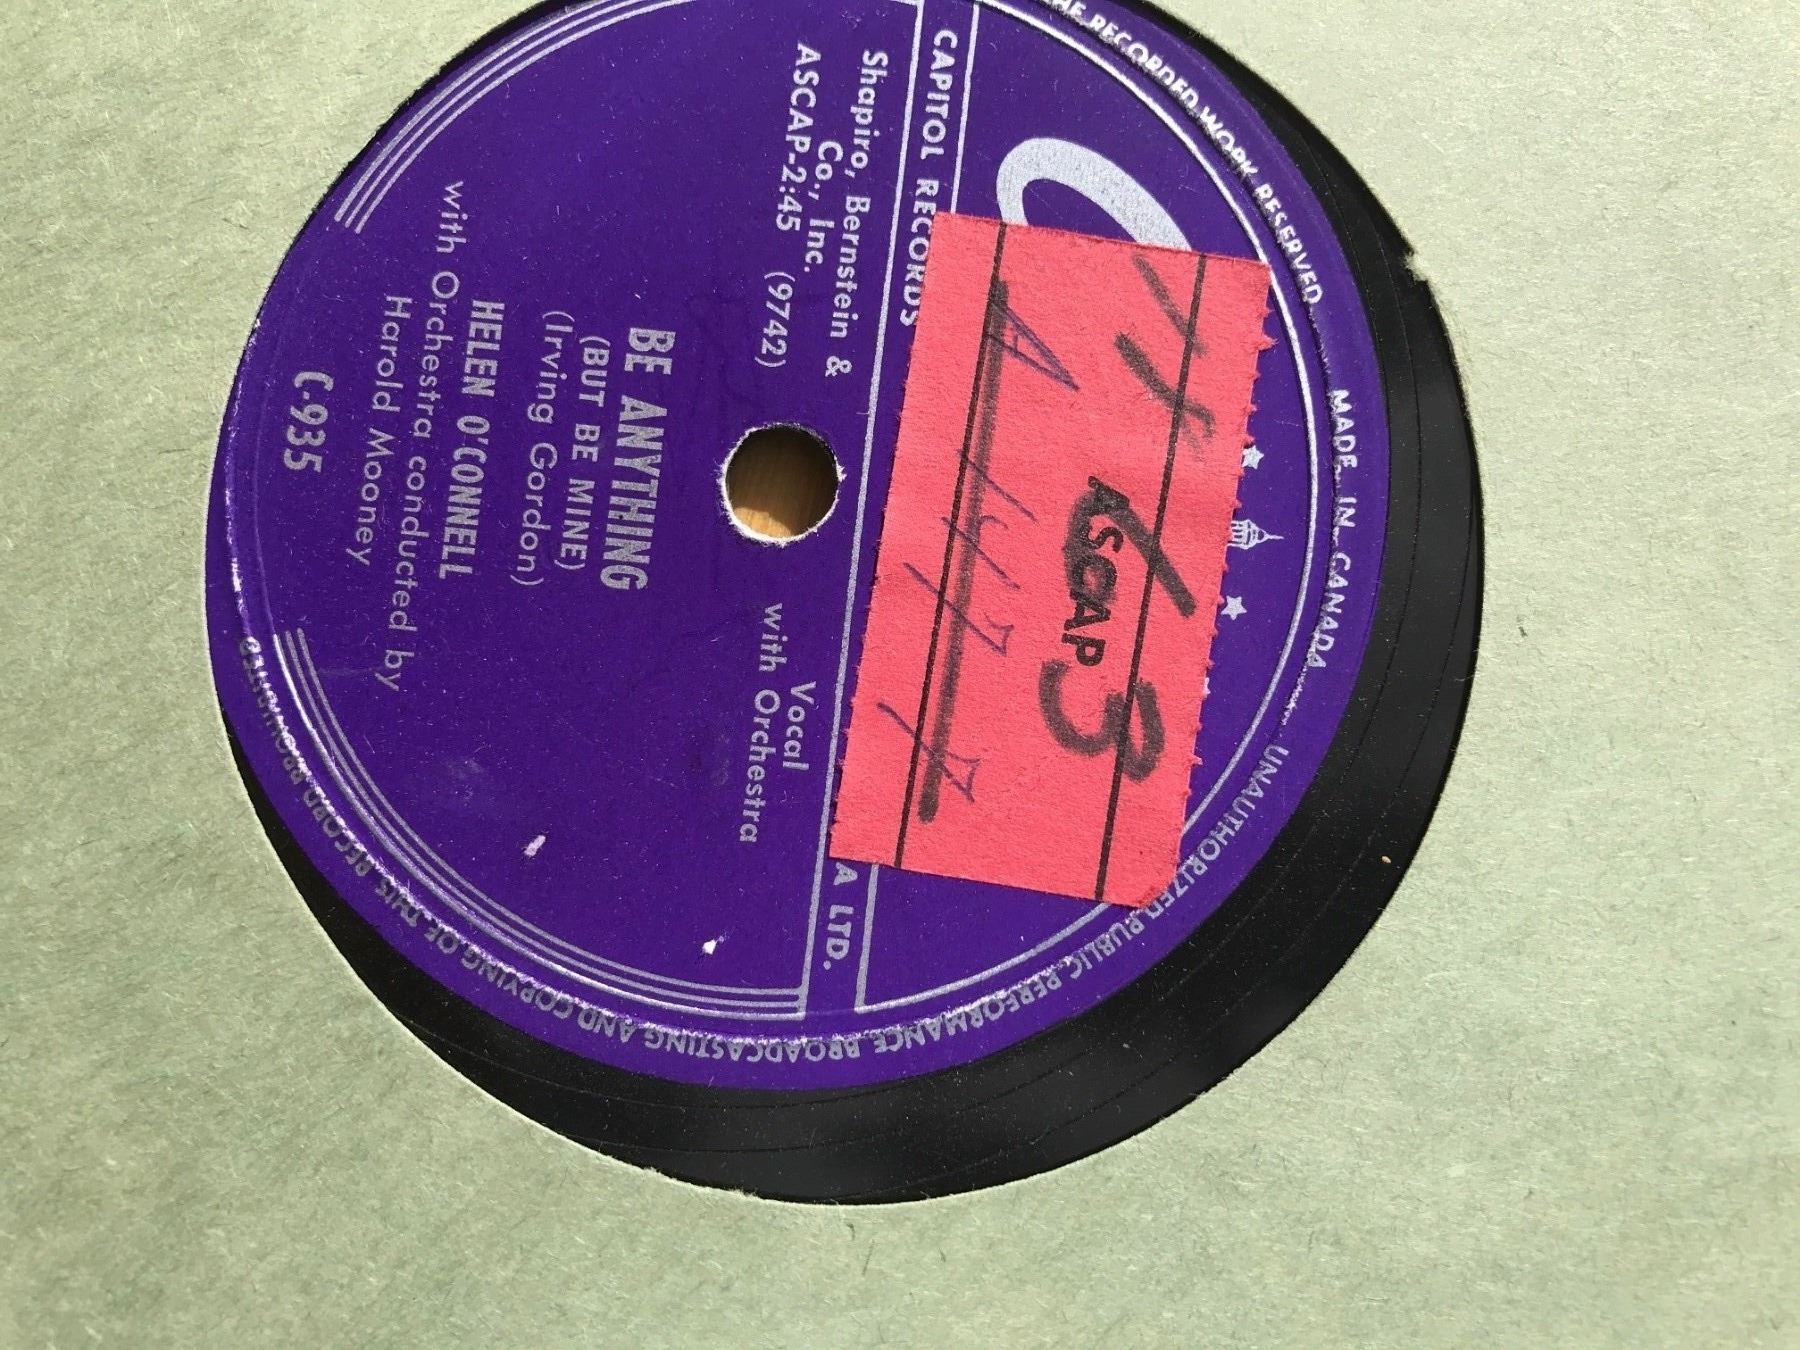 THE RECORDED WORK RESERVED
MADE IN CANADA
UNAUTHORIZED PUBLIC PERFORMANCE BROADCASTING AND COPYING OF THIS RECORD PROHIBITED
CAPITOL RECORDS
A LTD.
ASCAP
Shapiro, Bernstein &
Co., Inc.
ASCAP-2:45 (9742)
Vocal
with Orchestra
BE ANYTHING
(BUT BE MINE)
(Irving Gordon)
HELEN O'CONNELL
with Orchestra conducted by
Harold Mooney
C-935